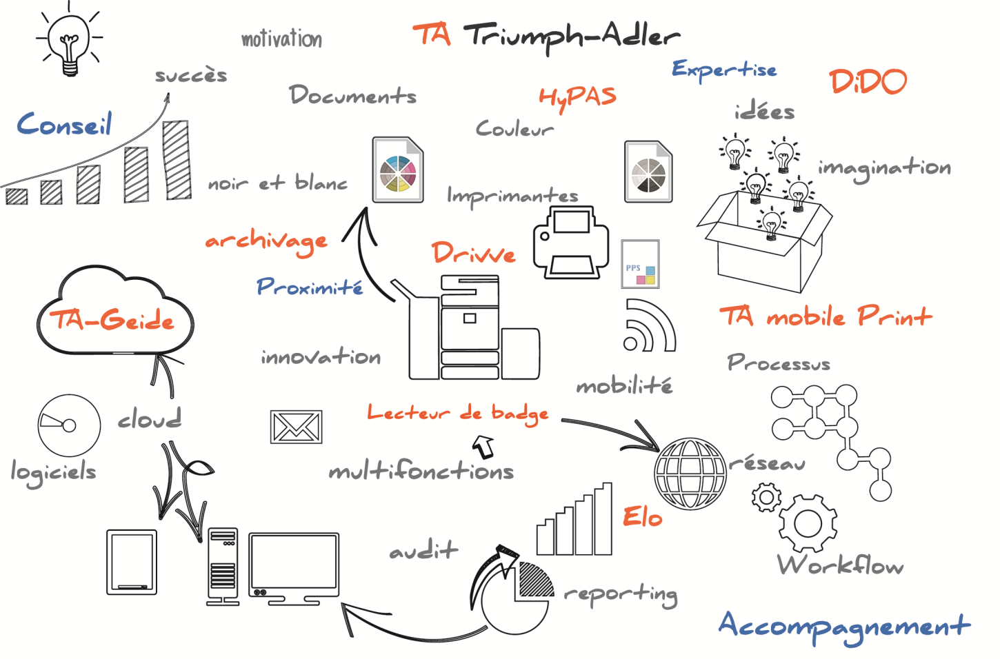 motivation
TA Triumph-Adler
succès
Expertise
DiDO
Documents
HyPAS
idées
Conseil
Couleur
imagination
noir et blanc
Imprimantes
archivage
Drivve
PPS
Proximité
TA-Geide
TA mobile Print
innovation
Processus
mobilité
cloud
Lecteur de badge
logiciels
multifonctions
réseau
Elo
audit
Workflow
reporting
Accompagnement